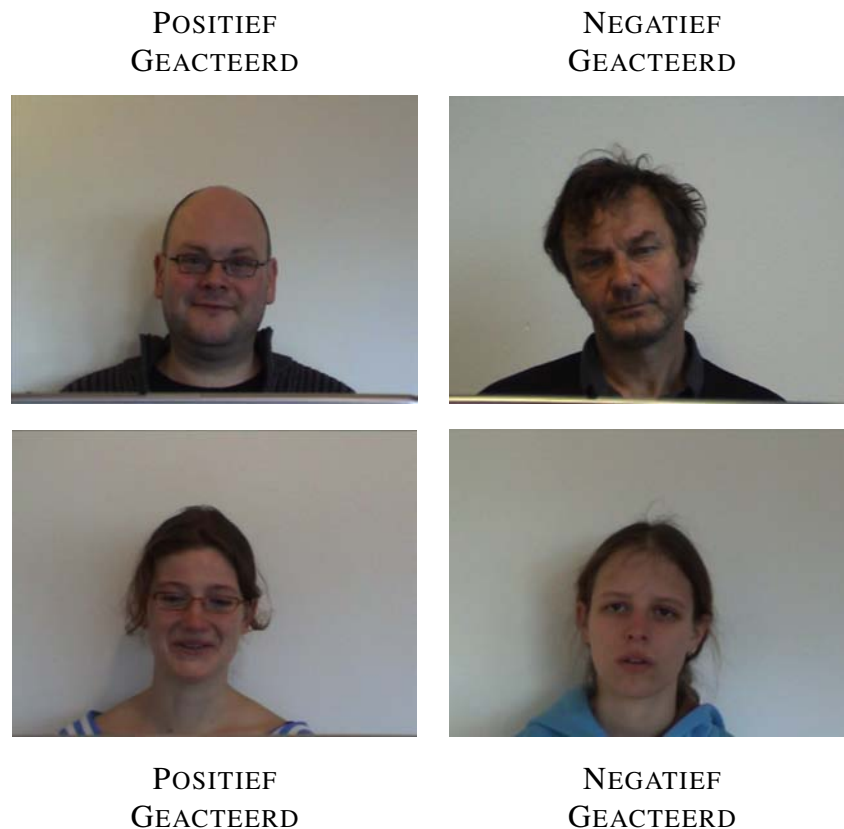 POSITIEF
GEACTEERD
NEGATIEF
GEACTEERD
POSITIEF
GEACTEERD
NEGATIEF
GEACTEERD